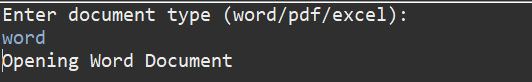 Enter document type (word/pdf/excel):
word
Opening Word Document